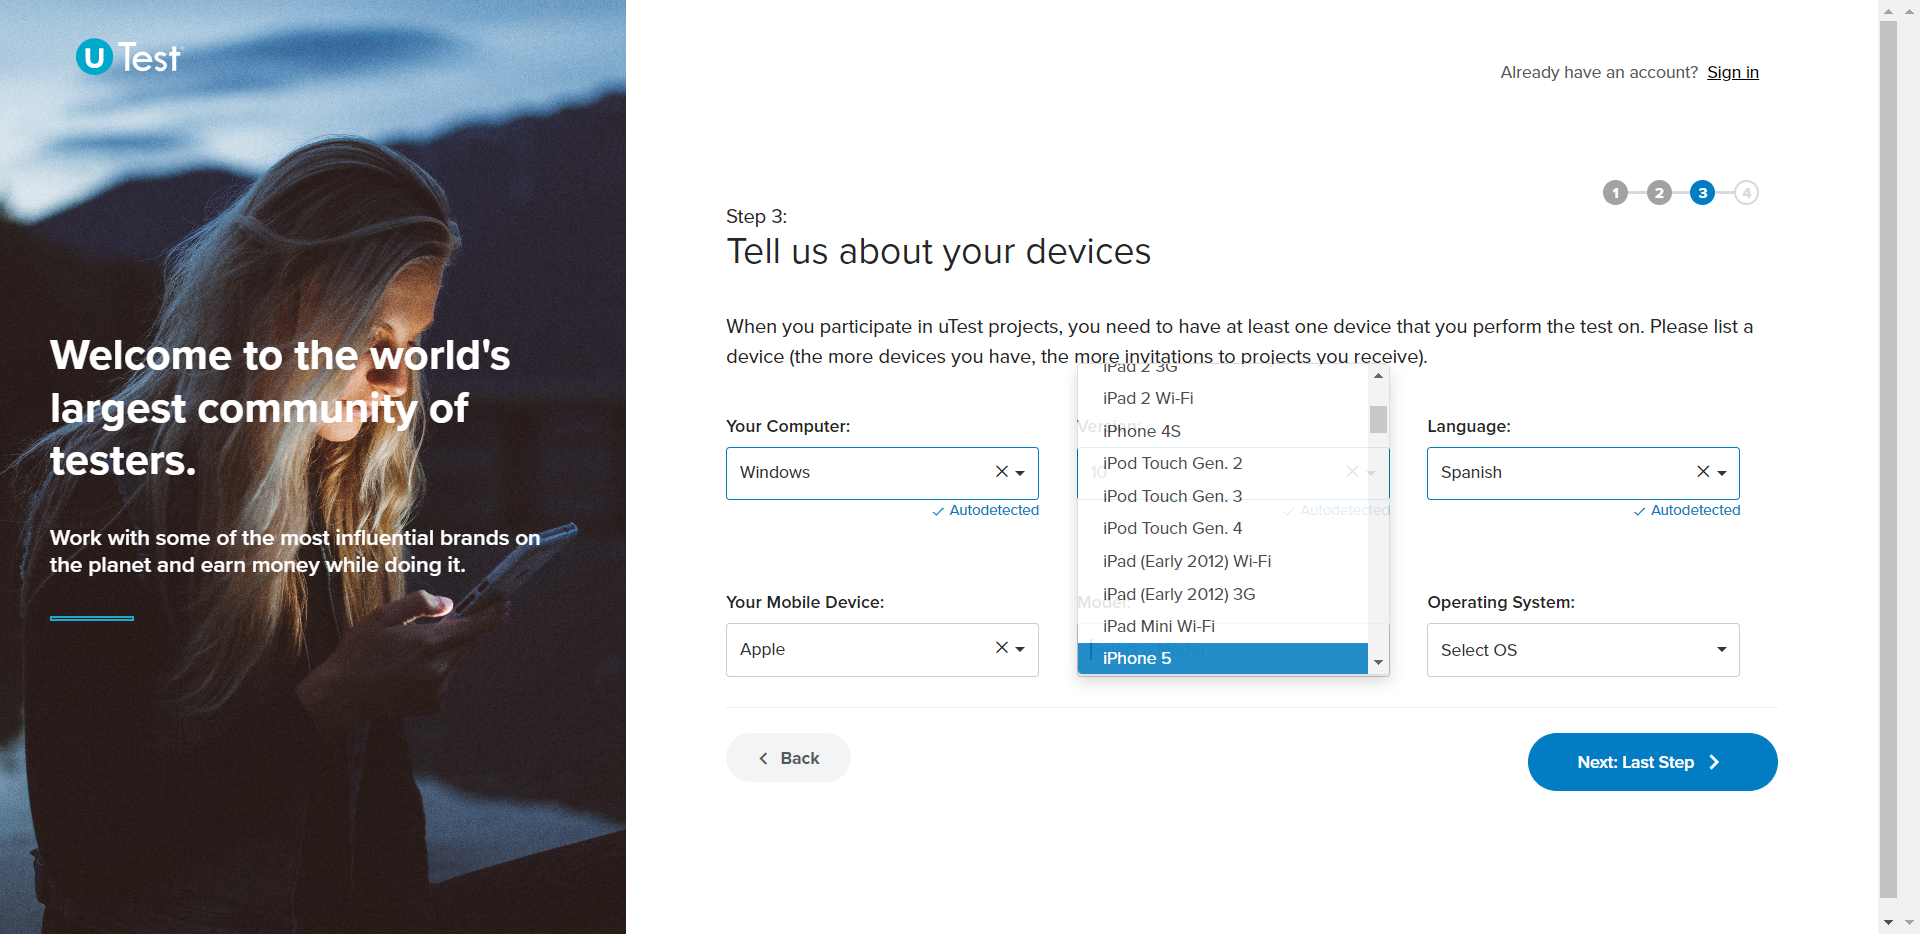 U Test
Already have an account? Sign in
1 2 3 4
Step 3:
Tell us about your devices
When you participate in uTest projects, you need to have at least one device that you perform the test on. Please list a
device (the more devices you have, the more invitations to projects you receive).
Welcome to the world's
largest community of
testers.
Work with some of the most influential brands on
the planet and earn money while doing it.
Your Computer:
Windows
Autodetected
Version:
10
Autodetected
Language:
Spanish
Autodetected
iPad 2 3G
iPad 2 Wi-Fi
iPhone 4S
iPod Touch Gen. 2
iPod Touch Gen. 3
iPod Touch Gen. 4
iPad (Early 2012) Wi-Fi
iPad (Early 2012) 3G
iPad Mini Wi-Fi
iPhone 5
Your Mobile Device:
Apple
Model:
Operating System:
Select OS
Back
Next: Last Step